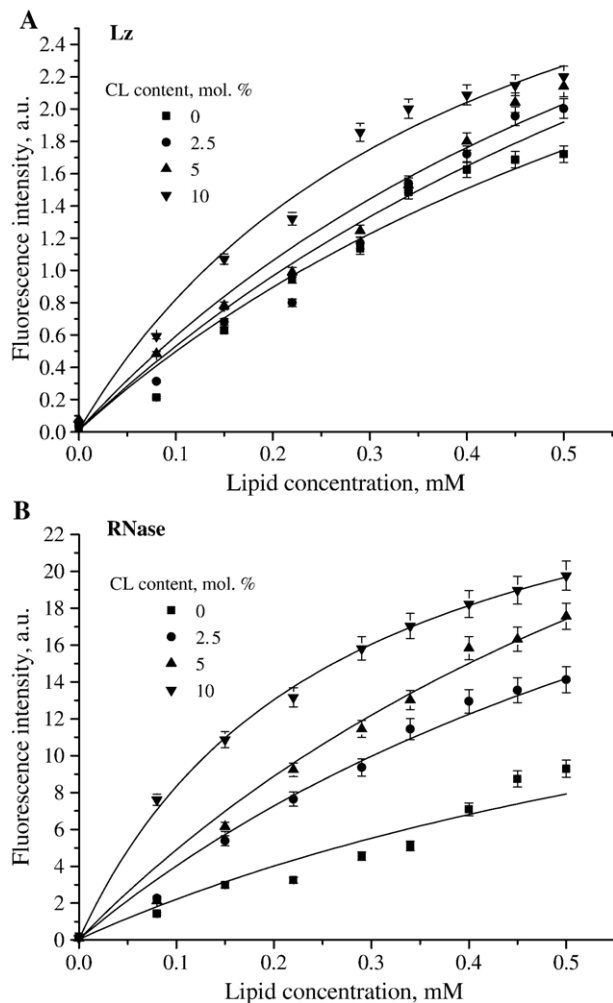 A
Lz
CL content, mol. %
0
2.5
5
10
Fluorescence intensity, a.u.
2.4
2.2
2.0
1.8
1.6
1.4
1.2
1.0
0.8
0.6
0.4
0.2
0.0
0.0 0.1 0.2 0.3 0.4 0.5
Lipid concentration, mM
B
RNase
CL content, mol. %
0
2.5
5
10
Fluorescence intensity, a.u.
22
20
18
16
14
12
10
8
6
4
2
0
0.0 0.1 0.2 0.3 0.4 0.5
Lipid concentration, mM